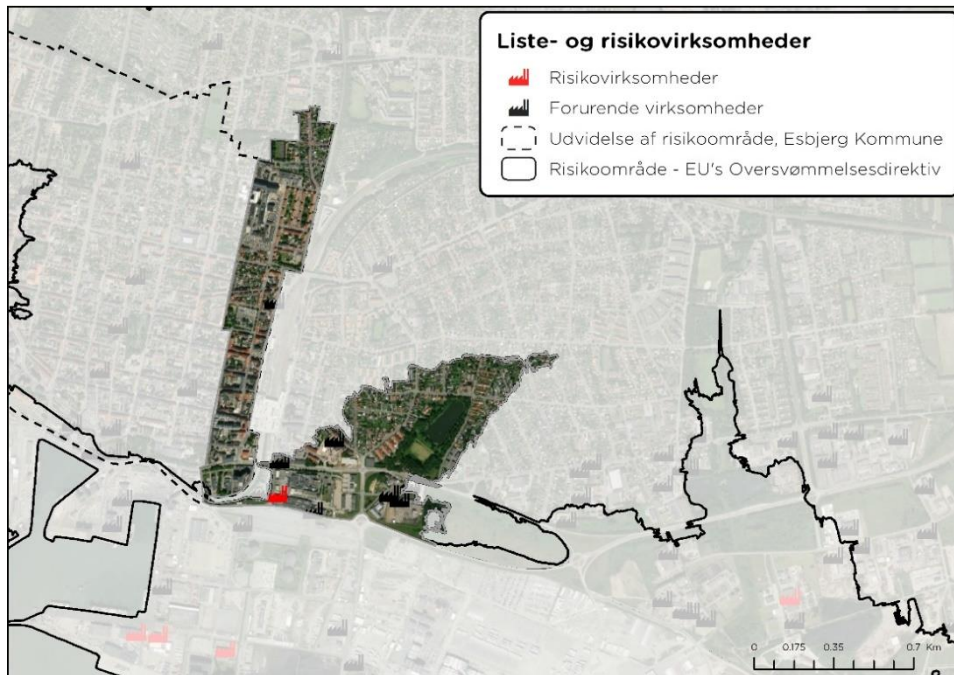 Liste- og risikovirksomheder
Risikovirksomheder
Forurende virksomheder
Udvidelse af risikoområde, Esbjerg Kommune
Risikoområde - EU's Oversvømmelsesdirektiv
0 0.175 0.35 0.7 Km